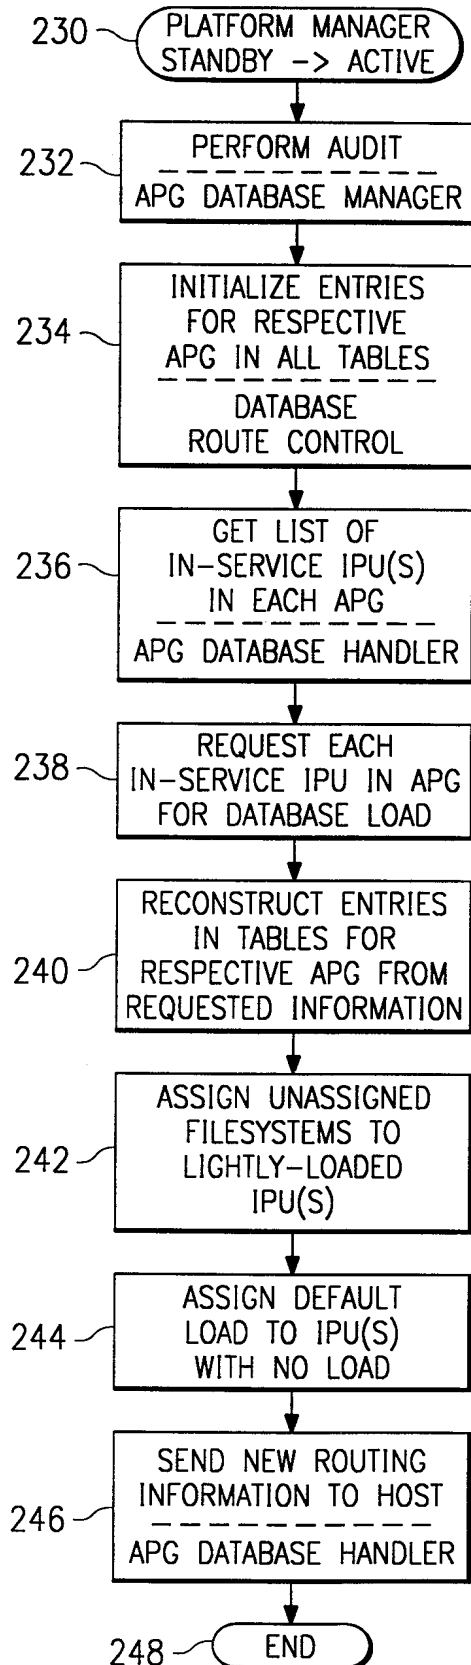 230
PLATFORM MANAGER
STANDBY -> ACTIVE
232
PERFORM AUDIT
APG DATABASE MANAGER
234
INITIALIZE ENTRIES
FOR RESPECTIVE
APG IN ALL TABLES
DATABASE
ROUTE CONTROL
236
GET LIST OF
IN-SERVICE IPU(S)
IN EACH APG
APG DATABASE HANDLER
238
REQUEST EACH
IN-SERVICE IPU IN APG
FOR DATABASE LOAD
240
RECONSTRUCT ENTRIES
IN TABLES FOR
RESPECTIVE APG FROM
REQUESTED INFORMATION
242
ASSIGN UNASSIGNED
FILESYSTEMS TO
LIGHTLY-LOADED
IPU(S)
244
ASSIGN DEFAULT
LOAD TO IPU(S)
WITH NO LOAD
246
SEND NEW ROUTING
INFORMATION TO HOST
APG DATABASE HANDLER
248
END